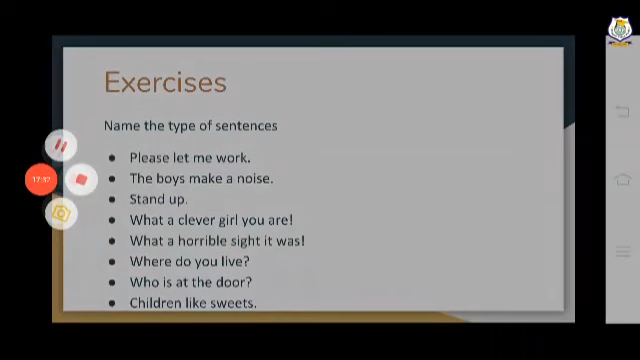 Exercises
Name the type of sentences
● Please let me work.
● The boys make a noise.
● Stand up.
● What a clever girl you are!
● What a horrible sight it was!
● Where do you live?
● Who is at the door?
● Children like sweets.
17:37